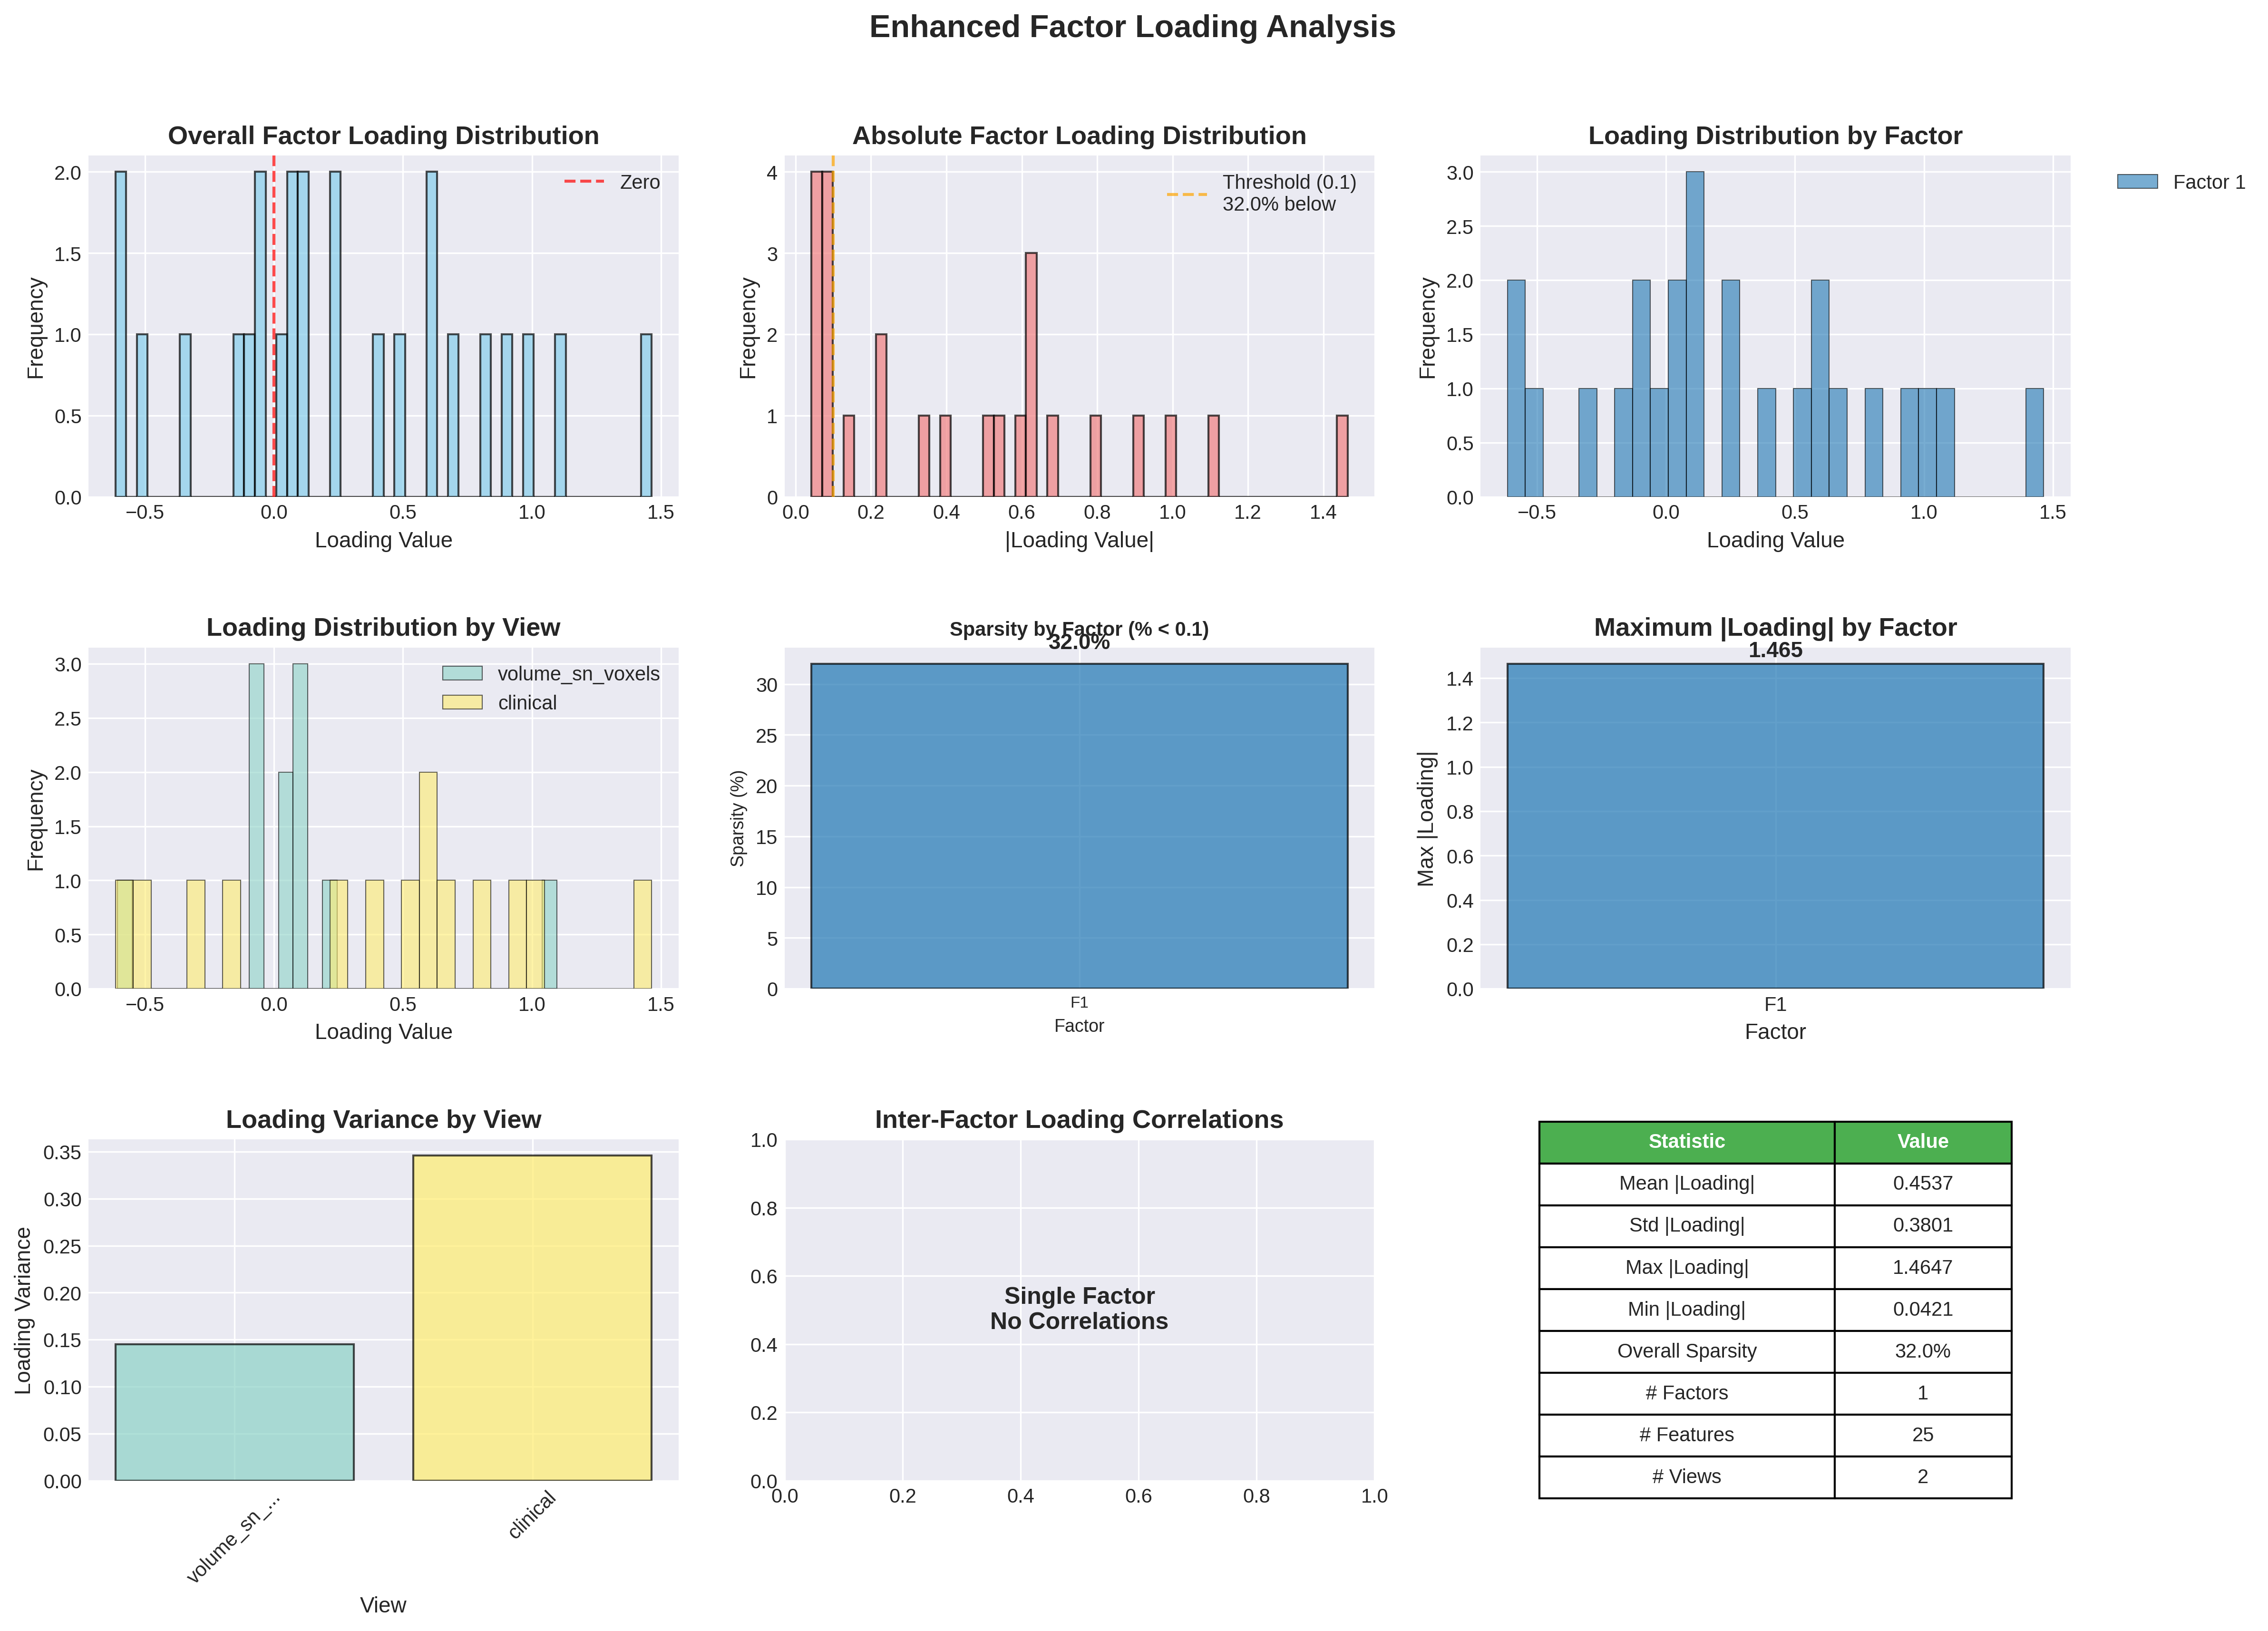 Enhanced Factor Loading Analysis
Overall Factor Loading Distribution
Frequency
2.0
1.5
1.0
0.5
0.0
Zero
−0.5 0.0 0.5 1.0 1.5
Loading Value
Absolute Factor Loading Distribution
Frequency
4
3
2
1
0
Threshold (0.1)
32.0% below
0.0 0.2 0.4 0.6 0.8 1.0 1.2 1.4
|Loading Value|
Loading Distribution by Factor
Frequency
3.0
2.5
2.0
1.5
1.0
0.5
0.0
Factor 1
−0.5 0.0 0.5 1.0 1.5
Loading Value
Loading Distribution by View
Frequency
3.0
2.5
2.0
1.5
1.0
0.5
0.0
volume_sn_voxels
clinical
−0.5 0.0 0.5 1.0 1.5
Loading Value
Sparsity by Factor (% < 0.1)
32.0%
Sparsity (%)
30
25
20
15
10
5
0
F1
Factor
Maximum |Loading| by Factor
1.465
Max |Loading|
1.4
1.2
1.0
0.8
0.6
0.4
0.2
0.0
F1
Factor
Loading Variance by View
Loading Variance
0.35
0.30
0.25
0.20
0.15
0.10
0.05
0.00
volume_sn_...
clinical
View
Inter-Factor Loading Correlations
1.0
0.8
0.6
0.4
0.2
0.0
Single Factor
No Correlations
0.0 0.2 0.4 0.6 0.8 1.0
Statistic Value
Mean |Loading| 0.4537
Std |Loading| 0.3801
Max |Loading| 1.4647
Min |Loading| 0.0421
Overall Sparsity 32.0%
# Factors 1
# Features 25
# Views 2